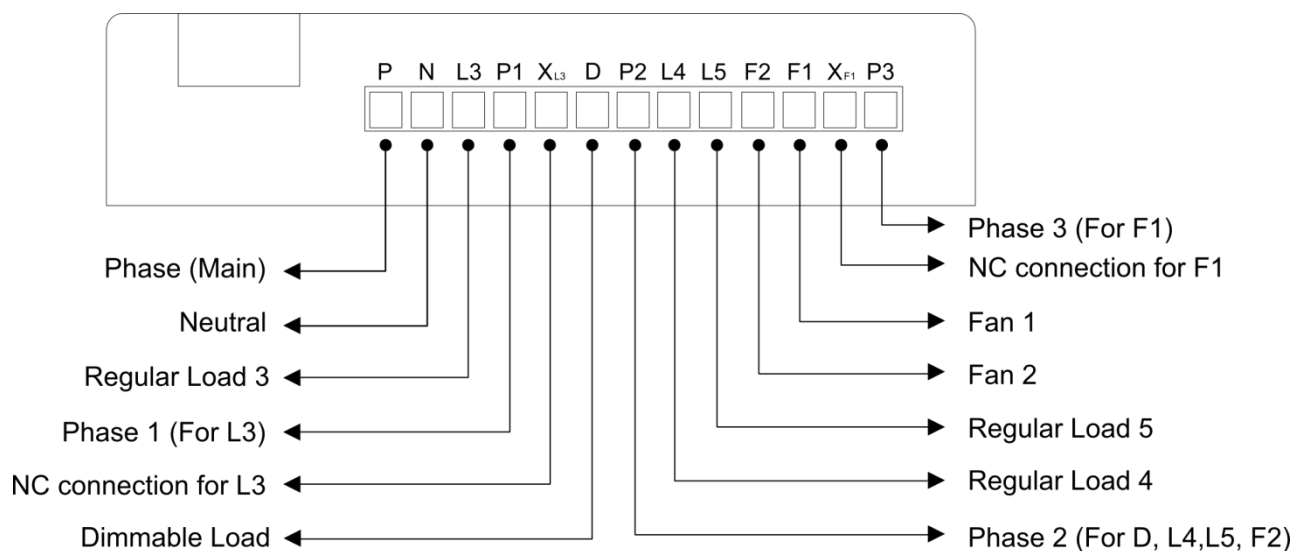 P N L3 P1 XL3 D P2 L4 L5 F2 F1 XF1 P3
Phase (Main)
Neutral
Regular Load 3
Phase 1 (For L3)
NC connection for L3
Dimmable Load
Phase 3 (For F1)
NC connection for F1
Fan 1
Fan 2
Regular Load 5
Regular Load 4
Phase 2 (For D, L4,L5, F2)